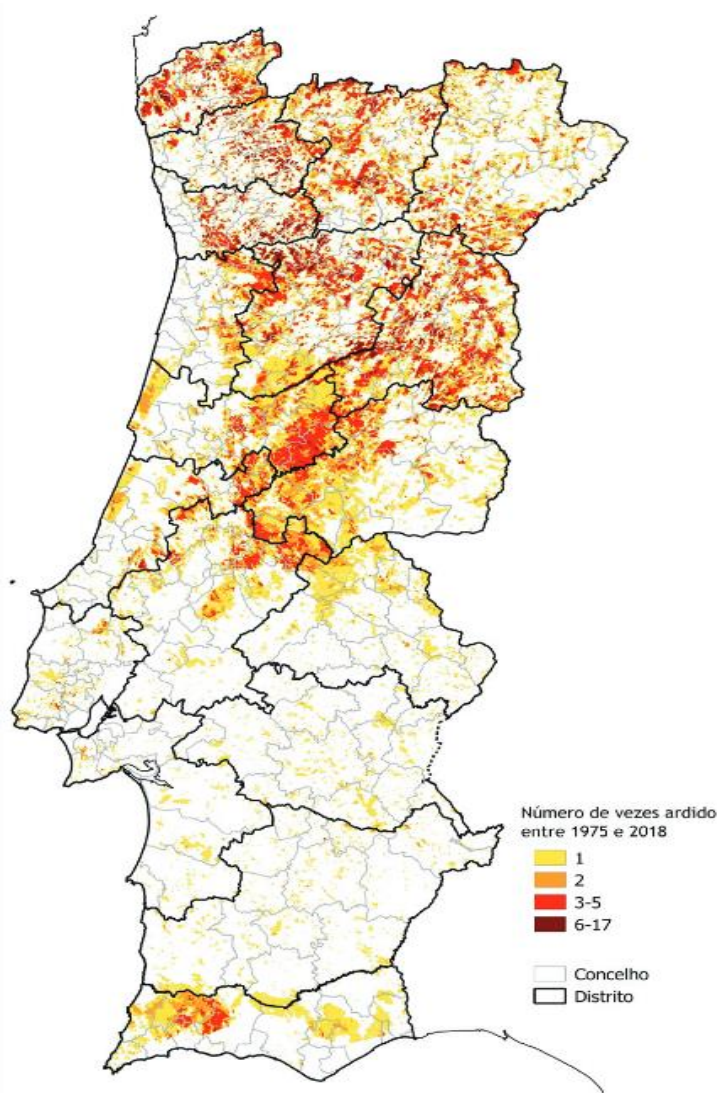 Número de vezes ardido
entre 1975 e 2018
1
2
3-5
6-17
Concelho
Distrito